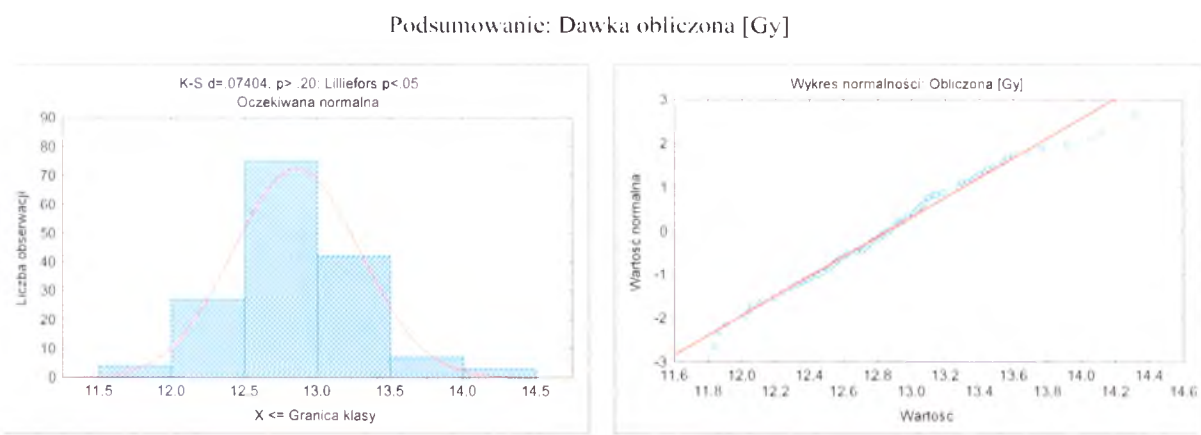 Podsumowanie: Dawka obliczona [Gy]
K-S d=.07404, p> .20; Lilliefors p<.05
Oczekiwana normalna
90
80
70
60
50
40
30
20
10
0
Liczba obserwacji
11.5 12.0 12.5 13.0 13.5 14.0 14.5
X <= Granica klasy
Wykres normalności: Obliczona [Gy]
3
2
1
0
-1
-2
-3
Wartość normalna
11.6 12.0 12.4 12.8 13.2 13.6 14.0 14.4
11.8 12.2 12.6 13.0 13.4 13.8 14.2 14.6
Wartość